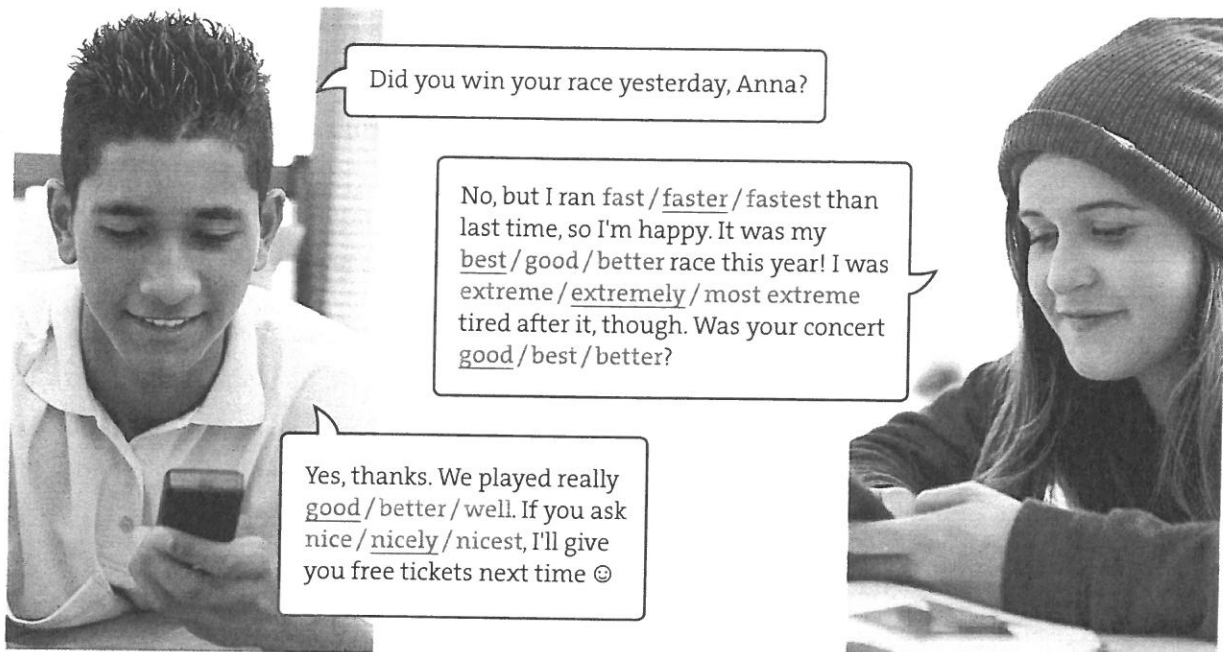 Did you win your race yesterday, Anna?
No, but I ran fast / faster / fastest than
last time, so I'm happy. It was my
best / good / better race this year! I was
extreme / extremely / most extreme
tired after it, though. Was your concert
good / best / better?
Yes, thanks. We played really
good / better / well. If you ask
nice / nicely / nicest, I'll give
you free tickets next time ☺